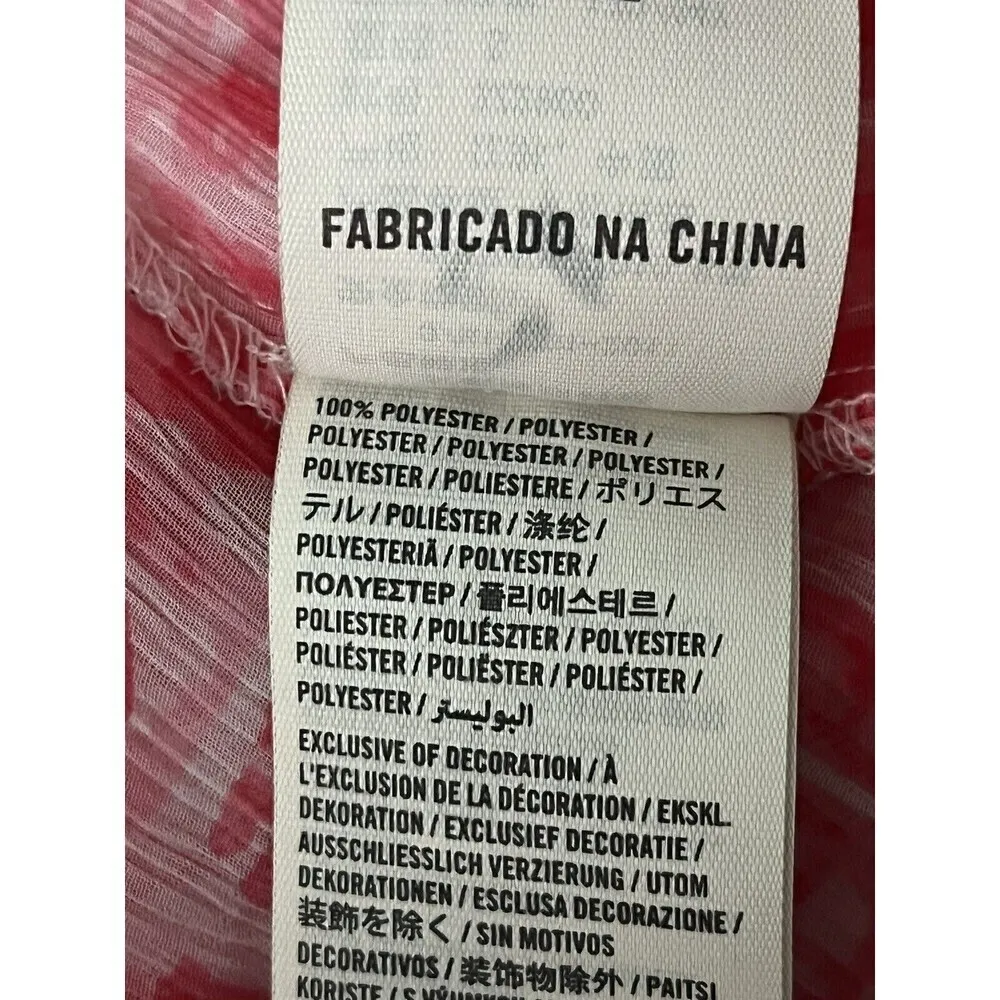 FABRICADO NA CHINA
100% POLYESTER / POLYESTER /
POLYESTER / POLYESTER / POLYESTER /
POLYESTER / POLIESTERE / ポリエス
テル / POLIÉSTER / 涤纶 /
POLYESTERIÄ / POLYESTER /
ΠΟΛΥΕΣΤΕΡ / 폴리에스테르 /
POLIESTER / POLIÉSZTER / POLYESTER /
POLIÉSTER / POLIËSTER / POLIÉSTER /
POLYESTER / البوليستر
EXCLUSIVE OF DECORATION / À
L'EXCLUSION DE LA DÉCORATION / EKSKL.
DEKORATION / EXCLUSIEF DECORATIE /
AUSSCHLIESSLICH VERZIERUNG / UTOM
DEKORATIONEN / ESCLUSA DECORAZIONE /
装飾を除く / SIN MOTIVOS
DECORATIVOS / 装饰物除外 / PAITSI
KORISTE /